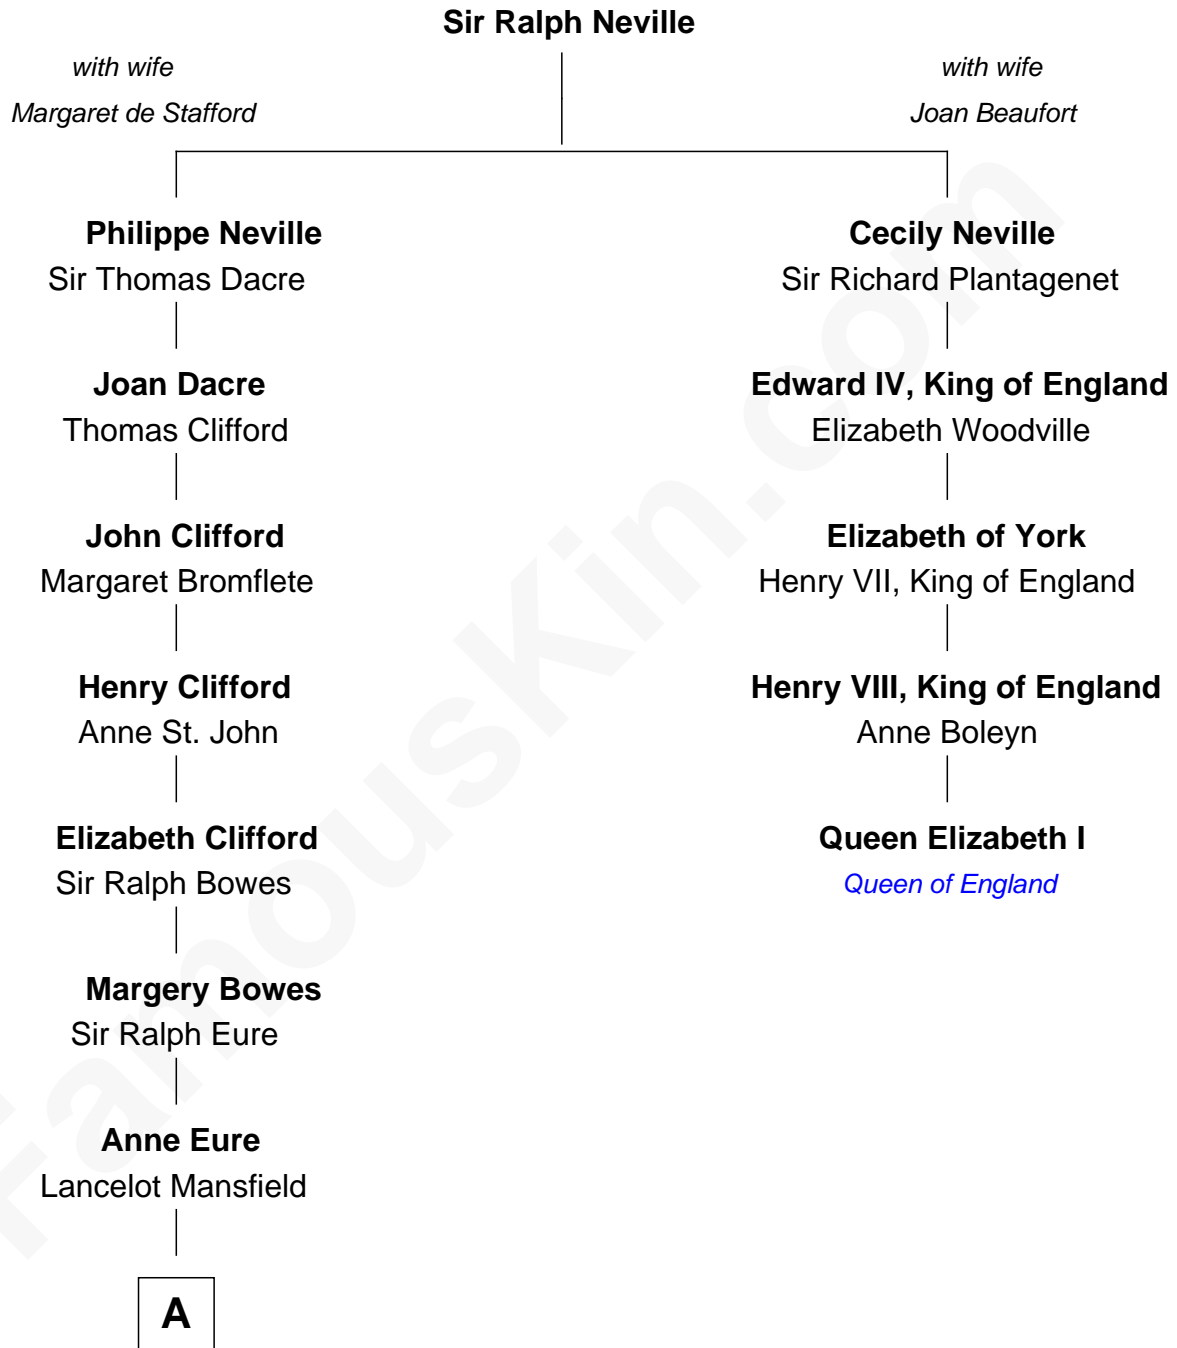 Sir Ralph Neville
with wife
Margaret de Stafford
with wife
Joan Beaufort
Philippe Neville
Sir Thomas Dacre
Cecily Neville
Sir Richard Plantagenet
Joan Dacre
Thomas Clifford
Edward IV, King of England
Elizabeth Woodville
John Clifford
Margaret Bromflete
Elizabeth of York
Henry VII, King of England
Henry Clifford
Anne St. John
Henry VIII, King of England
Anne Boleyn
Elizabeth Clifford
Sir Ralph Bowes
Queen Elizabeth I
Queen of England
Margery Bowes
Sir Ralph Eure
Anne Eure
Lancelot Mansfield
A
FamousKin.com